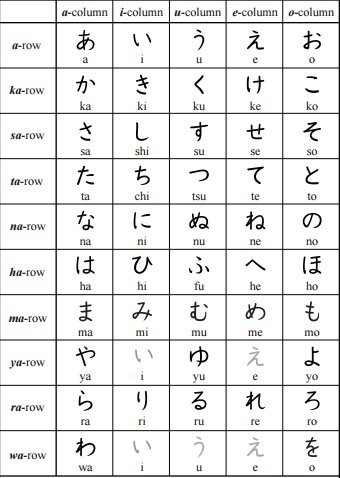 a-column i-column u-column e-column o-column
a-row あ い う え お
a i u e o
ka-row か き く け こ
ka ki ku ke ko
sa-row さ し す せ そ
sa shi su se so
ta-row た ち つ て と
ta chi tsu te to
na-row な に ぬ ね の
na ni nu ne no
ha-row は ひ ふ へ ほ
ha hi fu he ho
ma-row ま み む め も
ma mi mu me mo
ya-row や い ゆ え よ
ya i yu e yo
ra-row ら り る れ ろ
ra ri ru re ro
wa-row わ い う え を
wa i u e o